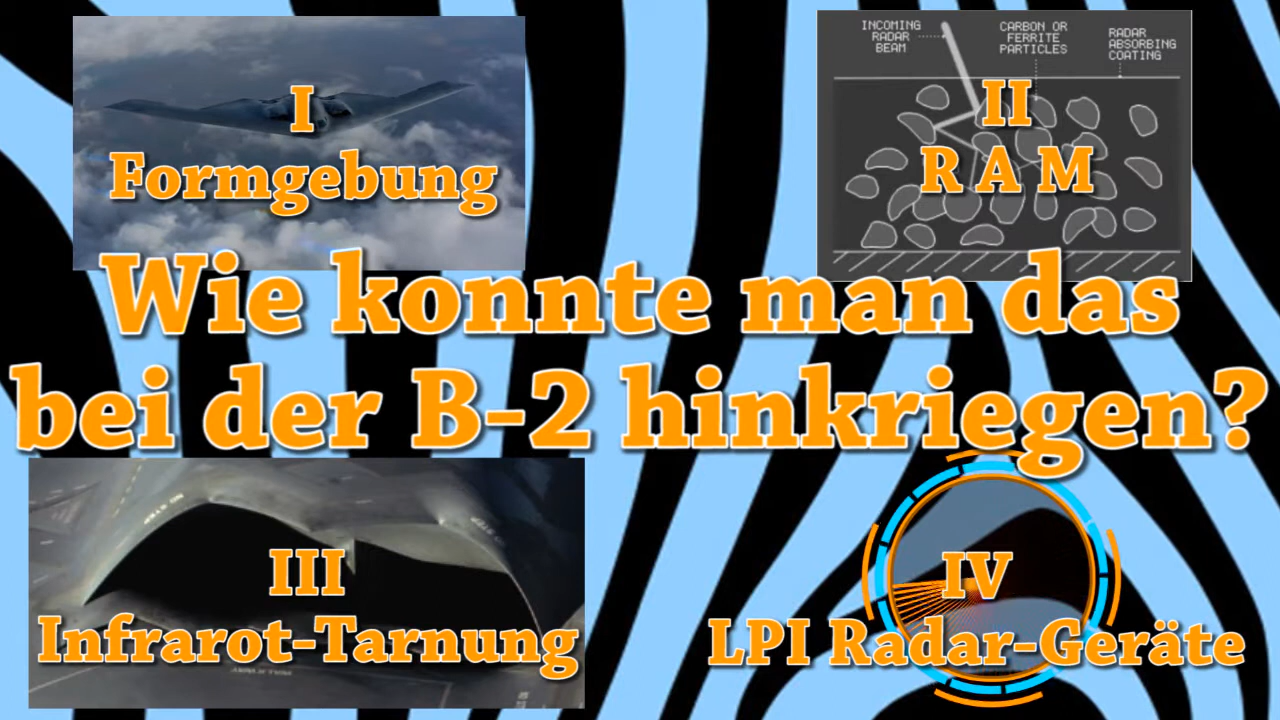 I
Formgebung
INCOMING
RADAR
BEAM
CARBON OR
FERRITE
PARTICLES
RADAR
ABSORBING
COATING
II
R A M
Wie konnte man das
bei der B-2 hinkriegen?
III
Infrarot-Tarnung
IV
LPI Radar-Geräte